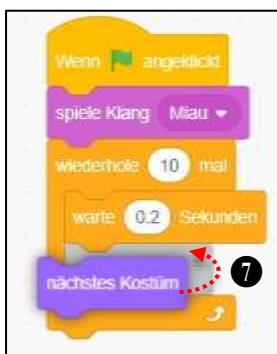 Wenn angeklickt
spiele Klang Miau
wiederhole 10 mal
warte 0.2 Sekunden
nächstes Kostüm
7